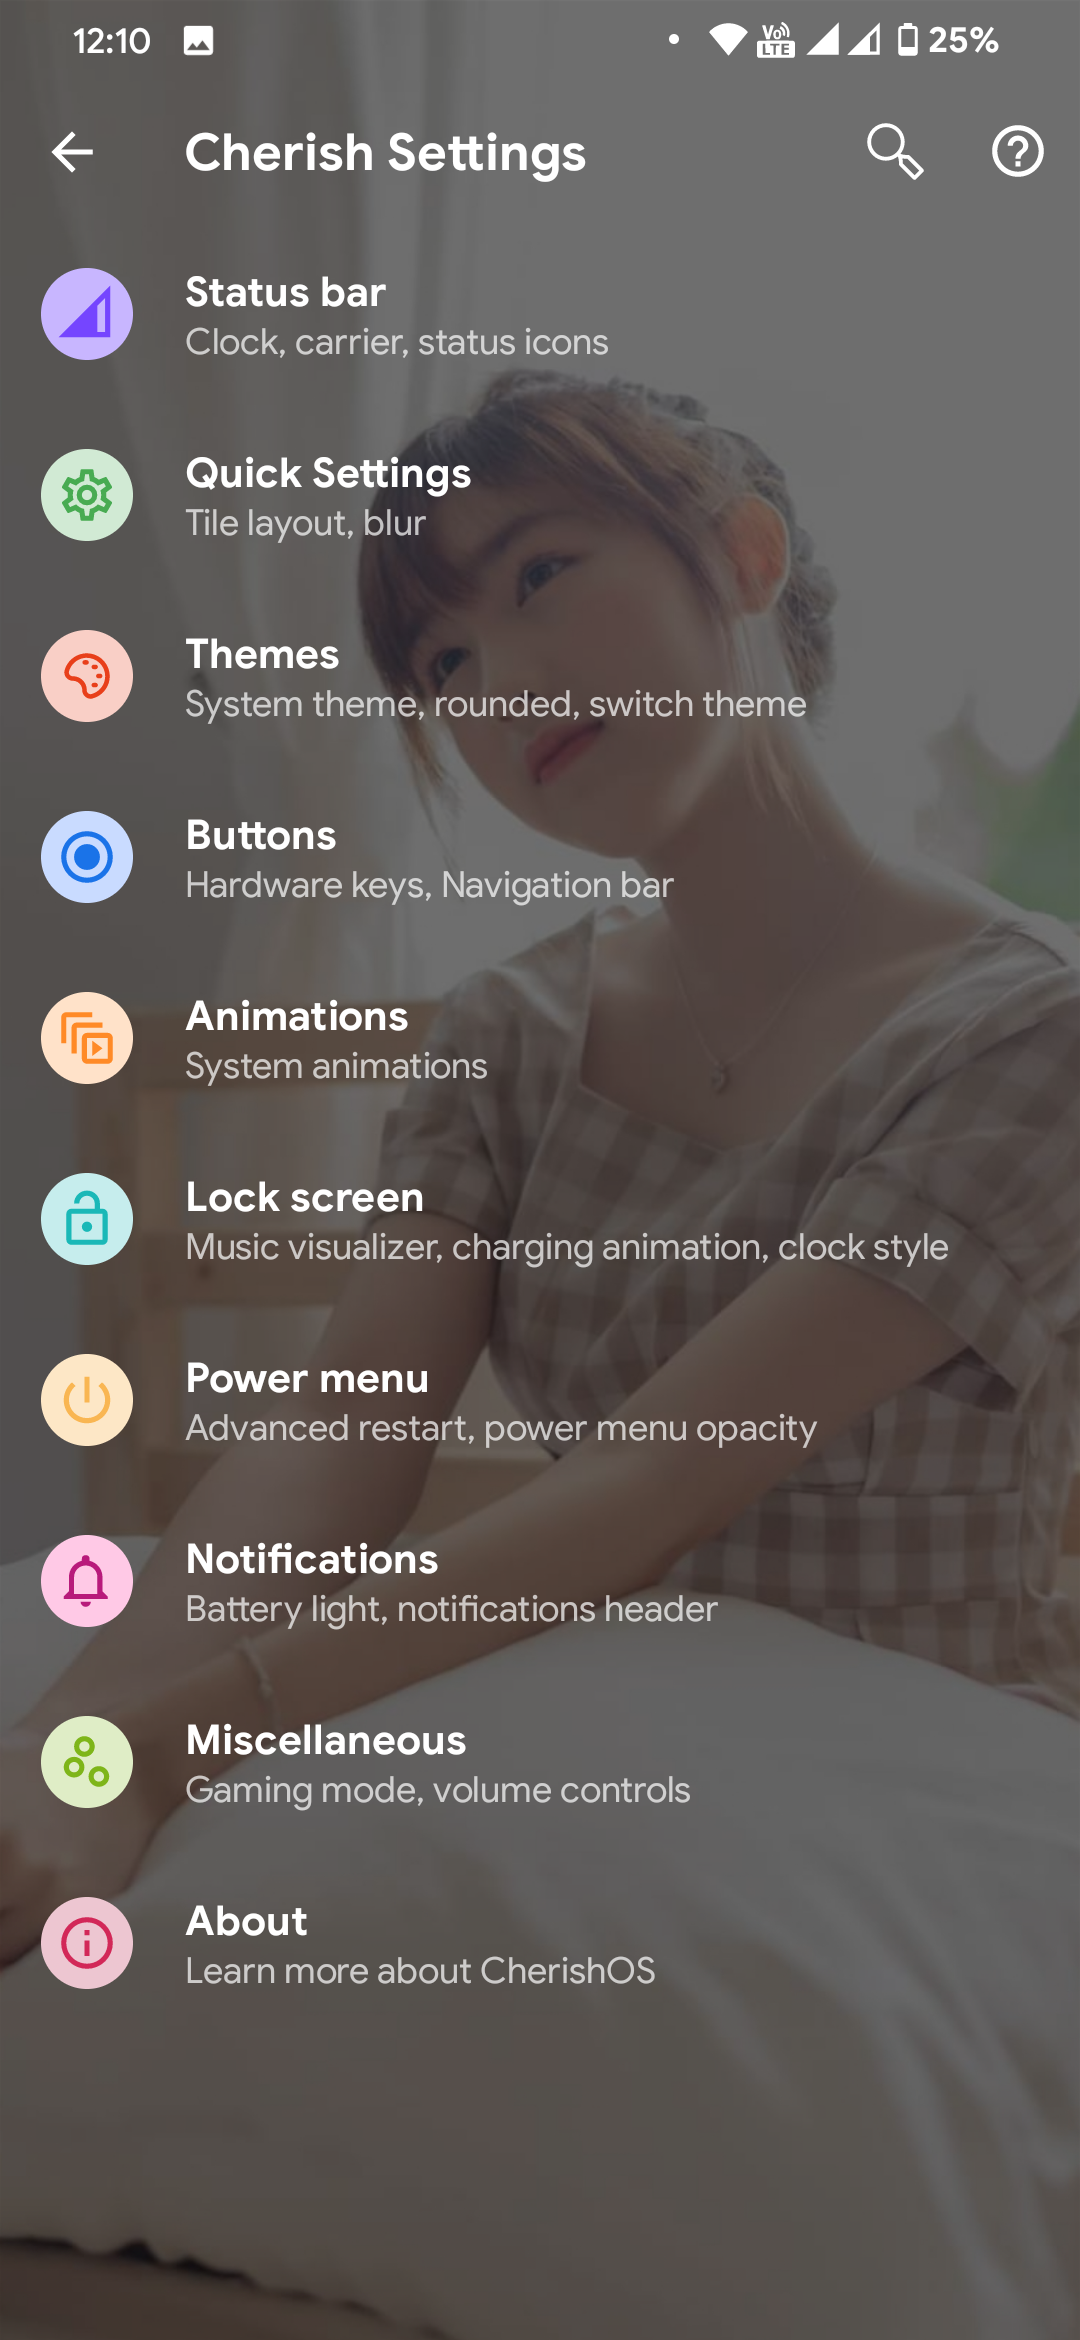 12:10
Vo
LTE
25%
Cherish Settings
Status bar
Clock, carrier, status icons
Quick Settings
Tile layout, blur
Themes
System theme, rounded, switch theme
Buttons
Hardware keys, Navigation bar
Animations
System animations
Lock screen
Music visualizer, charging animation, clock style
Power menu
Advanced restart, power menu opacity
Notifications
Battery light, notifications header
Miscellaneous
Gaming mode, volume controls
About
Learn more about CherishOS